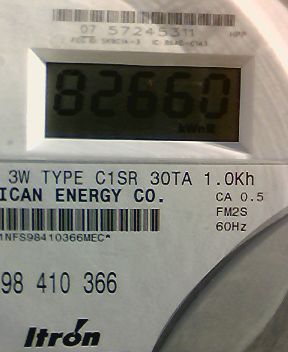 07 57245311
82660
kWhR
3W TYPE C1SR 30TA 1.0Kh
ICAN ENERGY CO.
CA 0.5
FM2S
60Hz
1NFS98410366MEC*
98 410 366
Itron